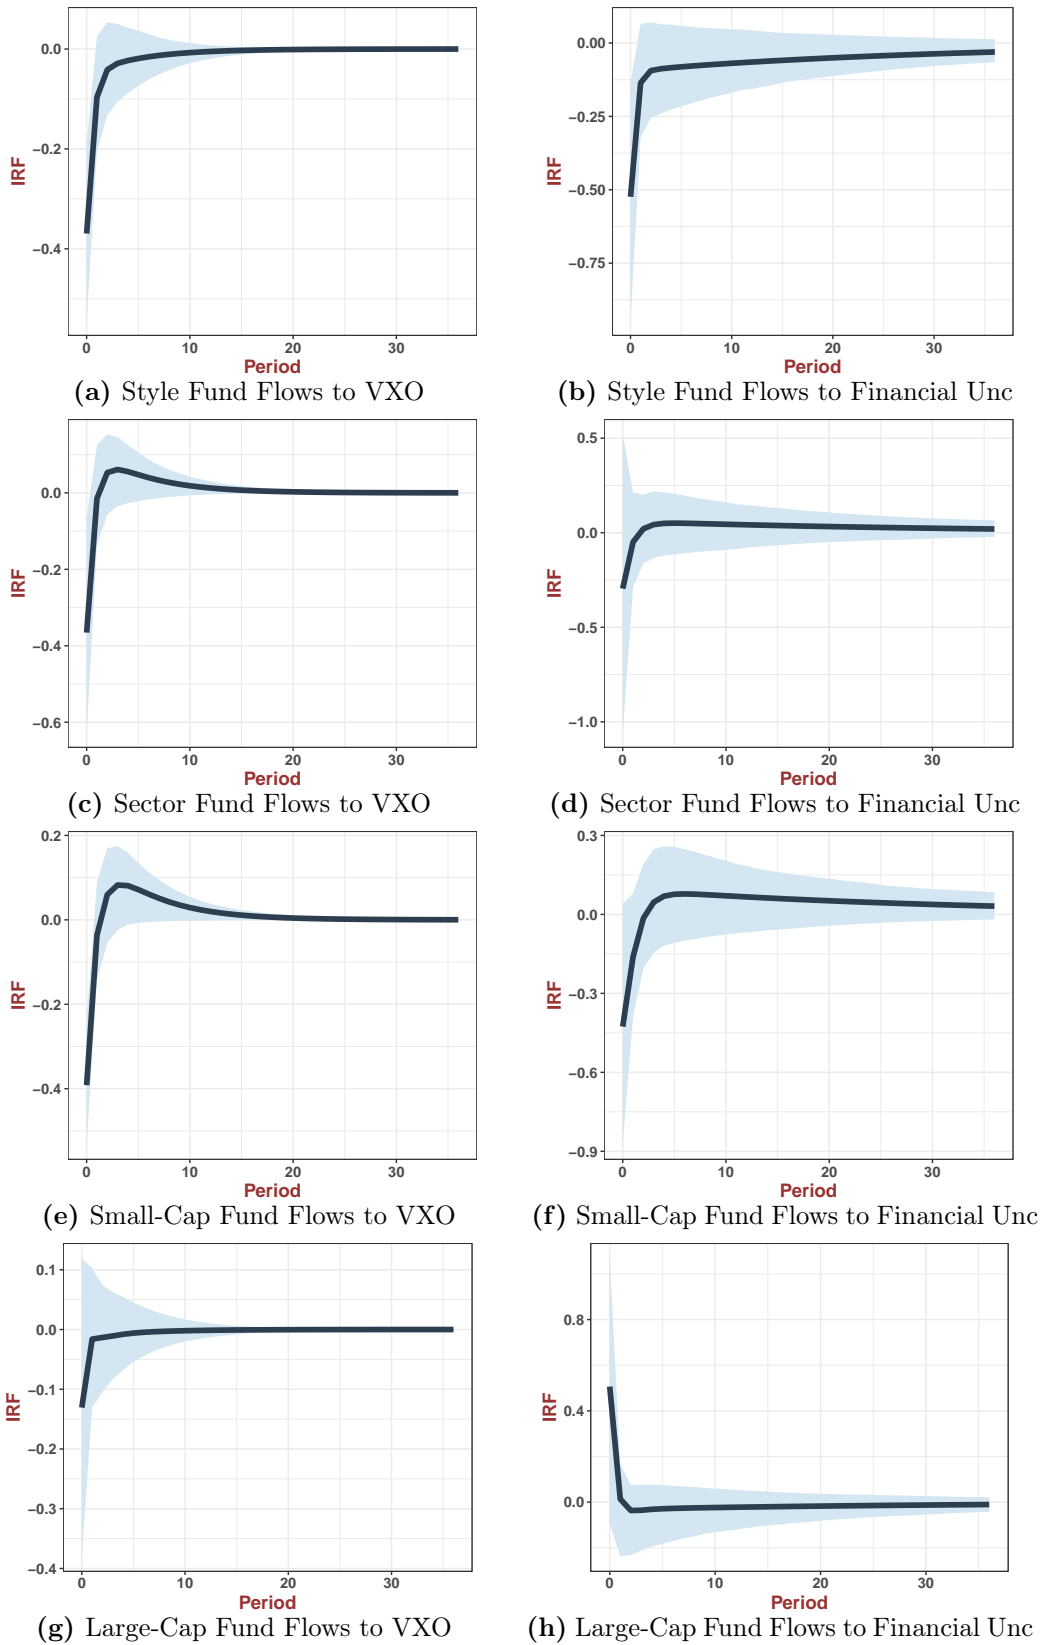 0.0
−0.2
−0.4
IRF
0 10 20 30
Period
(a) Style Fund Flows to VXO
0.00
−0.25
−0.50
−0.75
IRF
0 10 20 30
Period
(b) Style Fund Flows to Financial Unc
0.0
−0.2
−0.4
−0.6
IRF
0 10 20 30
Period
(c) Sector Fund Flows to VXO
0.5
0.0
−0.5
−1.0
IRF
0 10 20 30
Period
(d) Sector Fund Flows to Financial Unc
0.2
0.0
−0.2
−0.4
IRF
0 10 20 30
Period
(e) Small-Cap Fund Flows to VXO
0.3
0.0
−0.3
−0.6
−0.9
IRF
0 10 20 30
Period
(f) Small-Cap Fund Flows to Financial Unc
0.1
0.0
−0.1
−0.2
−0.3
−0.4
IRF
0 10 20 30
Period
(g) Large-Cap Fund Flows to VXO
0.8
0.4
0.0
IRF
0 10 20 30
Period
(h) Large-Cap Fund Flows to Financial Unc